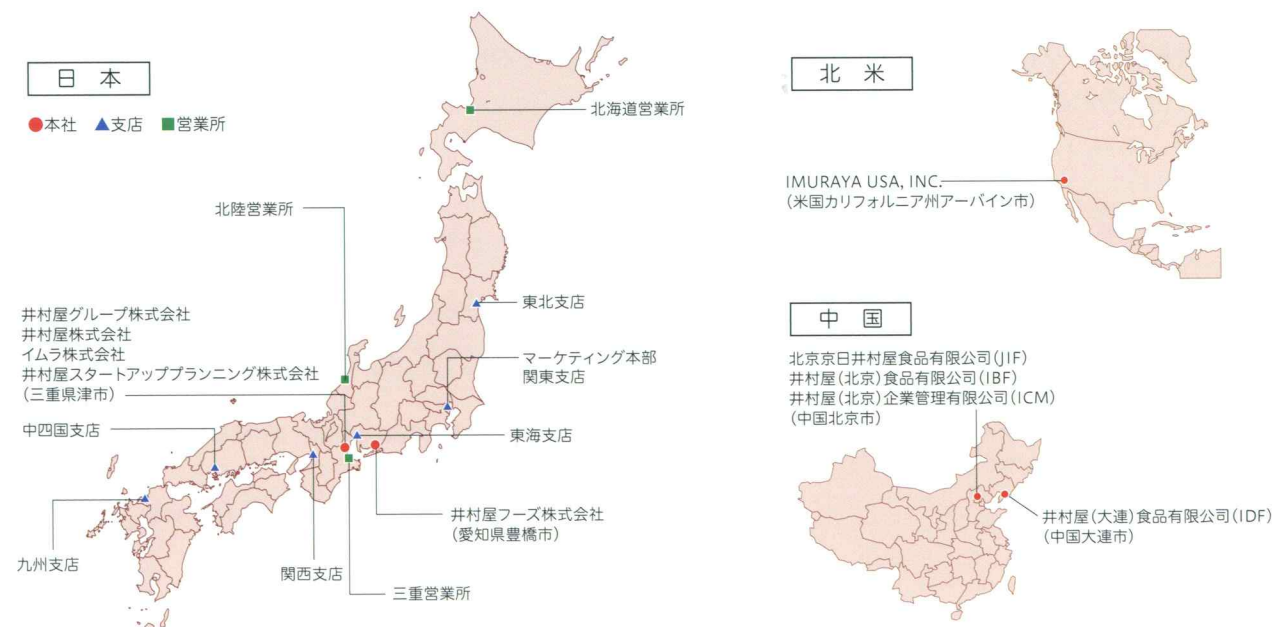 日 本
●本社 ▲支店 ■営業所
北海道営業所
北陸営業所
東北支店
井村屋グループ株式会社
井村屋株式会社
イムラ株式会社
井村屋スタートアッププランニング株式会社
（三重県津市）
マーケティング本部
関東支店
中四国支店
東海支店
井村屋フーズ株式会社
（愛知県豊橋市）
九州支店
関西支店
三重営業所
北 米
IMURAYA USA, INC.
（米国カリフォルニア州アーバイン市）
中 国
北京京日井村屋食品有限公司（JIF）
井村屋（北京）食品有限公司（IBF）
井村屋（北京）企業管理有限公司（ICM）
（中国北京市）
井村屋（大連）食品有限公司（IDF）
（中国大連市）